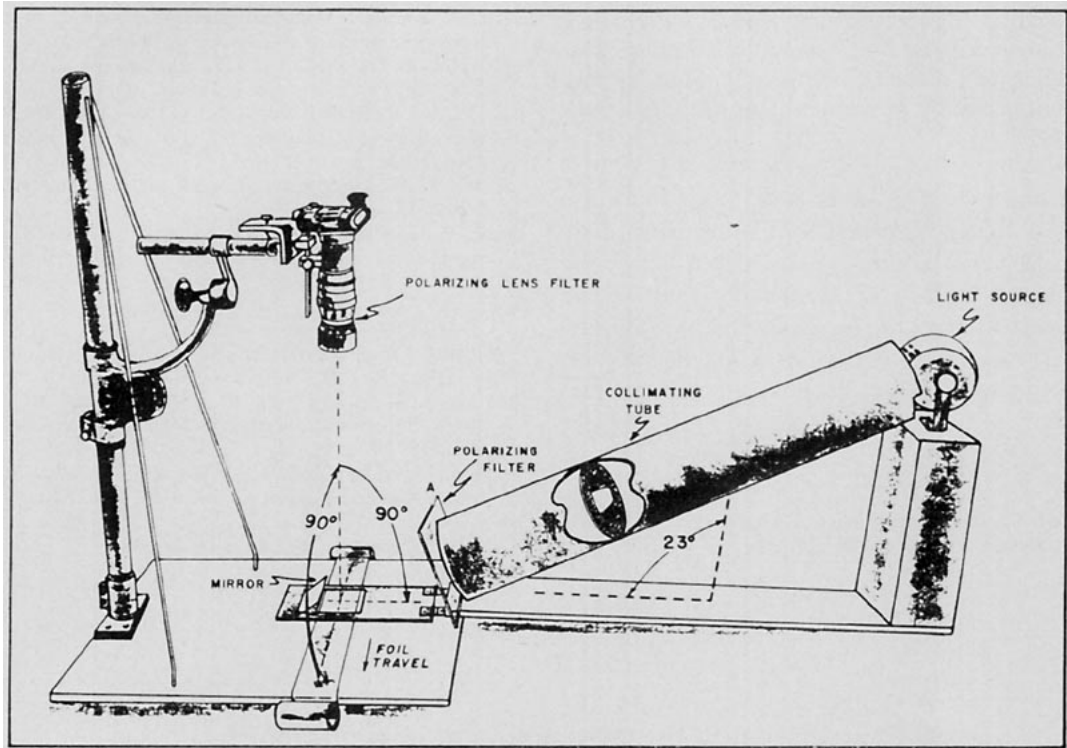 POLARIZING LENS FILTER
LIGHT SOURCE
COLLIMATING
TUBE
POLARIZING
FILTER
A
90°
90°
23°
MIRROR
FOIL
TRAVEL